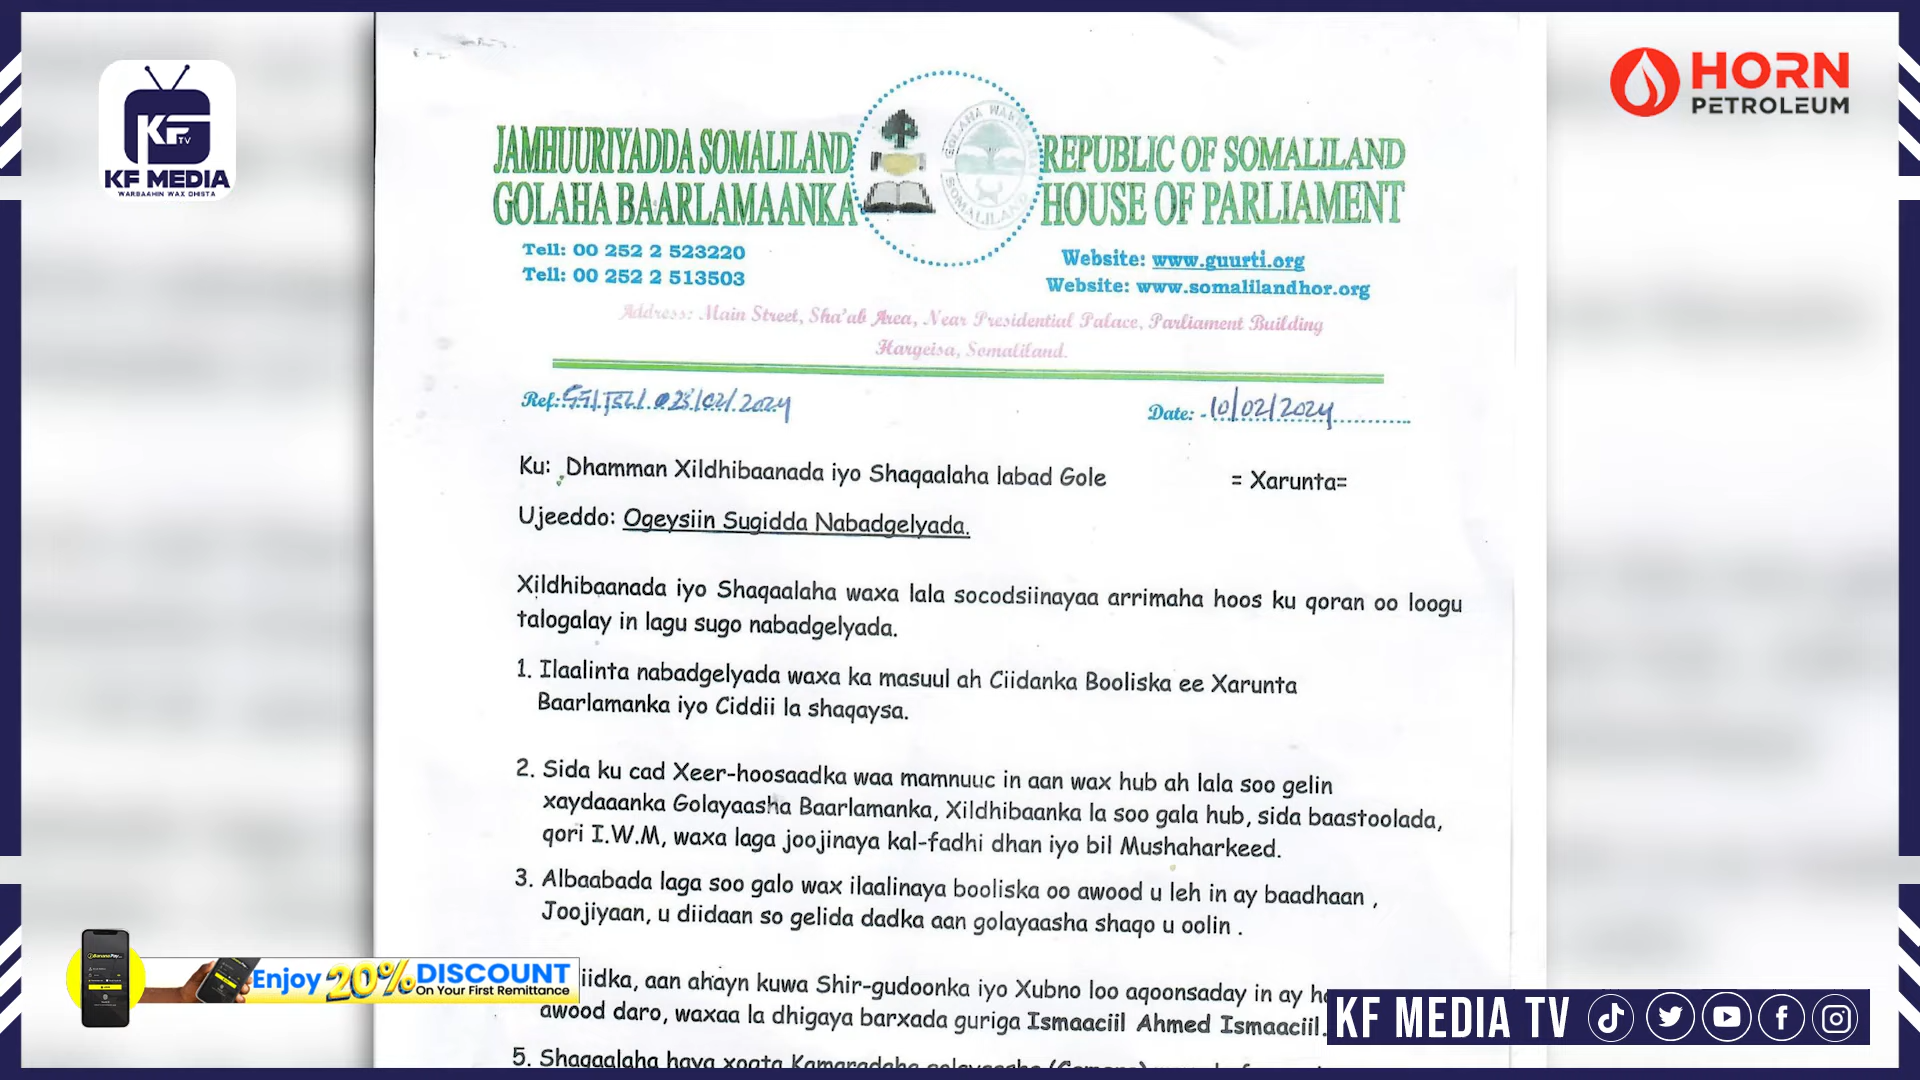 KF TV
KF MEDIA
WARBAAHIN WAX DHISTA
HORN
PETROLEUM
JAMHUURIYADDA SOMALILAND
GOLAHA BAARLAMAANKA
REPUBLIC OF SOMALILAND
HOUSE OF PARLIAMENT
SOMALILAND
Tell: 00 252 2 523220
Tell: 00 252 2 513503
Website: www.guurti.org
Website: www.somalilandhor.org
Address: Main Street, Sha'ab Area, Near Presidential Palace, Parliament Building
Hargeisa, Somaliland.
Ref:
Date: - 10/02/2024
Ku: Dhamman Xildhibaanada iyo Shaqaalaha labad Gole = Xarunta=
Ujeeddo: Ogeysiin Sugidda Nabadgelyada.
Xildhibaanada iyo Shaqaalaha waxa lala socodsiinayaa arrimaha hoos ku qoran oo loogu
talogalay in lagu sugo nabadgelyada.
1. Ilaalinta nabadgelyada waxa ka masuul ah Ciidanka Booliska ee Xarunta
Baarlamanka iyo Ciddii la shaqaysa.
2. Sida ku cad Xeer-hoosaadka waa mamnuuc in aan wax hub ah lala soo gelin
xaydaaanka Golayaasha Baarlamanka, Xildhibaanka la soo gala hub, sida baastoolada,
qori I.W.M, waxa laga joojinaya kal-fadhi dhan iyo bil Mushaharkeed.
3. Albaabada laga soo galo wax ilaalinaya booliska oo awood u leh in ay baadhaan ,
Joojiyaan, u diidaan so gelida dadka aan golayaasha shaqo u oolin .
iidka, aan ahayn kuwa Shir-gudoonka iyo Xubno loo aqoonsaday in ay
awood daro, waxaa la dhigaya barxada guriga Ismaaciil Ahmed Ismaaciil.
5. Shaqaalaha haya xoota
Enjoy 20% DISCOUNT
On Your First Remittance
KF MEDIA TV